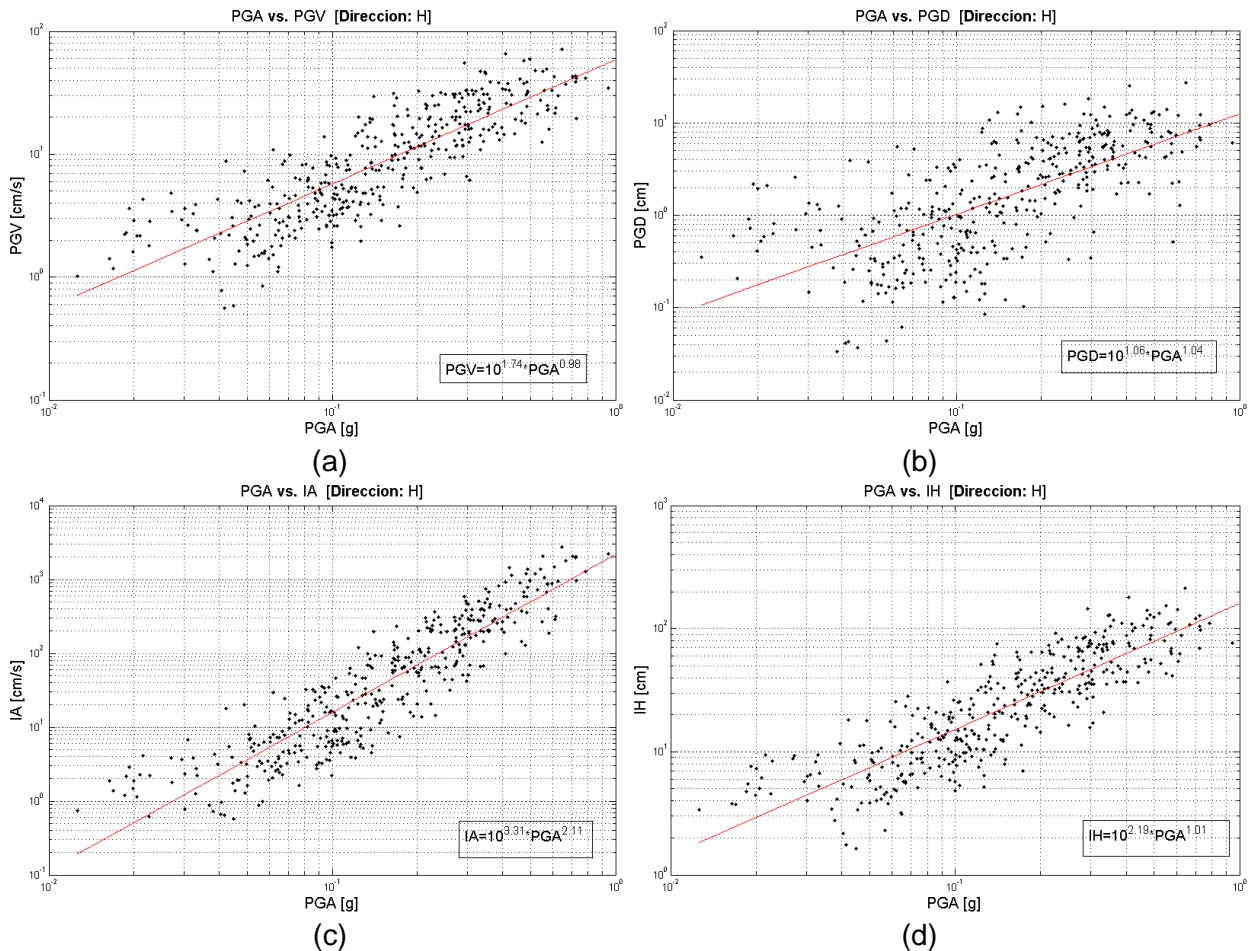 PGA vs. PGV [Direccion: H]
10^2
10^1
10^0
10^-1
PGV [cm/s]
PGV=10^1.74*PGA^0.98
10^-2
10^-1
10^0
PGA [g]
(a)
PGA vs. PGD [Direccion: H]
10^2
10^1
10^0
10^-1
10^-2
PGD [cm]
PGD=10^1.06*PGA^1.04
10^-2
10^-1
10^0
PGA [g]
(b)
PGA vs. IA [Direccion: H]
10^4
10^3
10^2
10^1
10^0
10^-1
IA [cm/s]
IA=10^3.31*PGA^2.11
10^-2
10^-1
10^0
PGA [g]
(c)
PGA vs. IH [Direccion: H]
10^3
10^2
10^1
10^0
IH [cm]
IH=10^2.19*PGA^1.01
10^-2
10^-1
10^0
PGA [g]
(d)